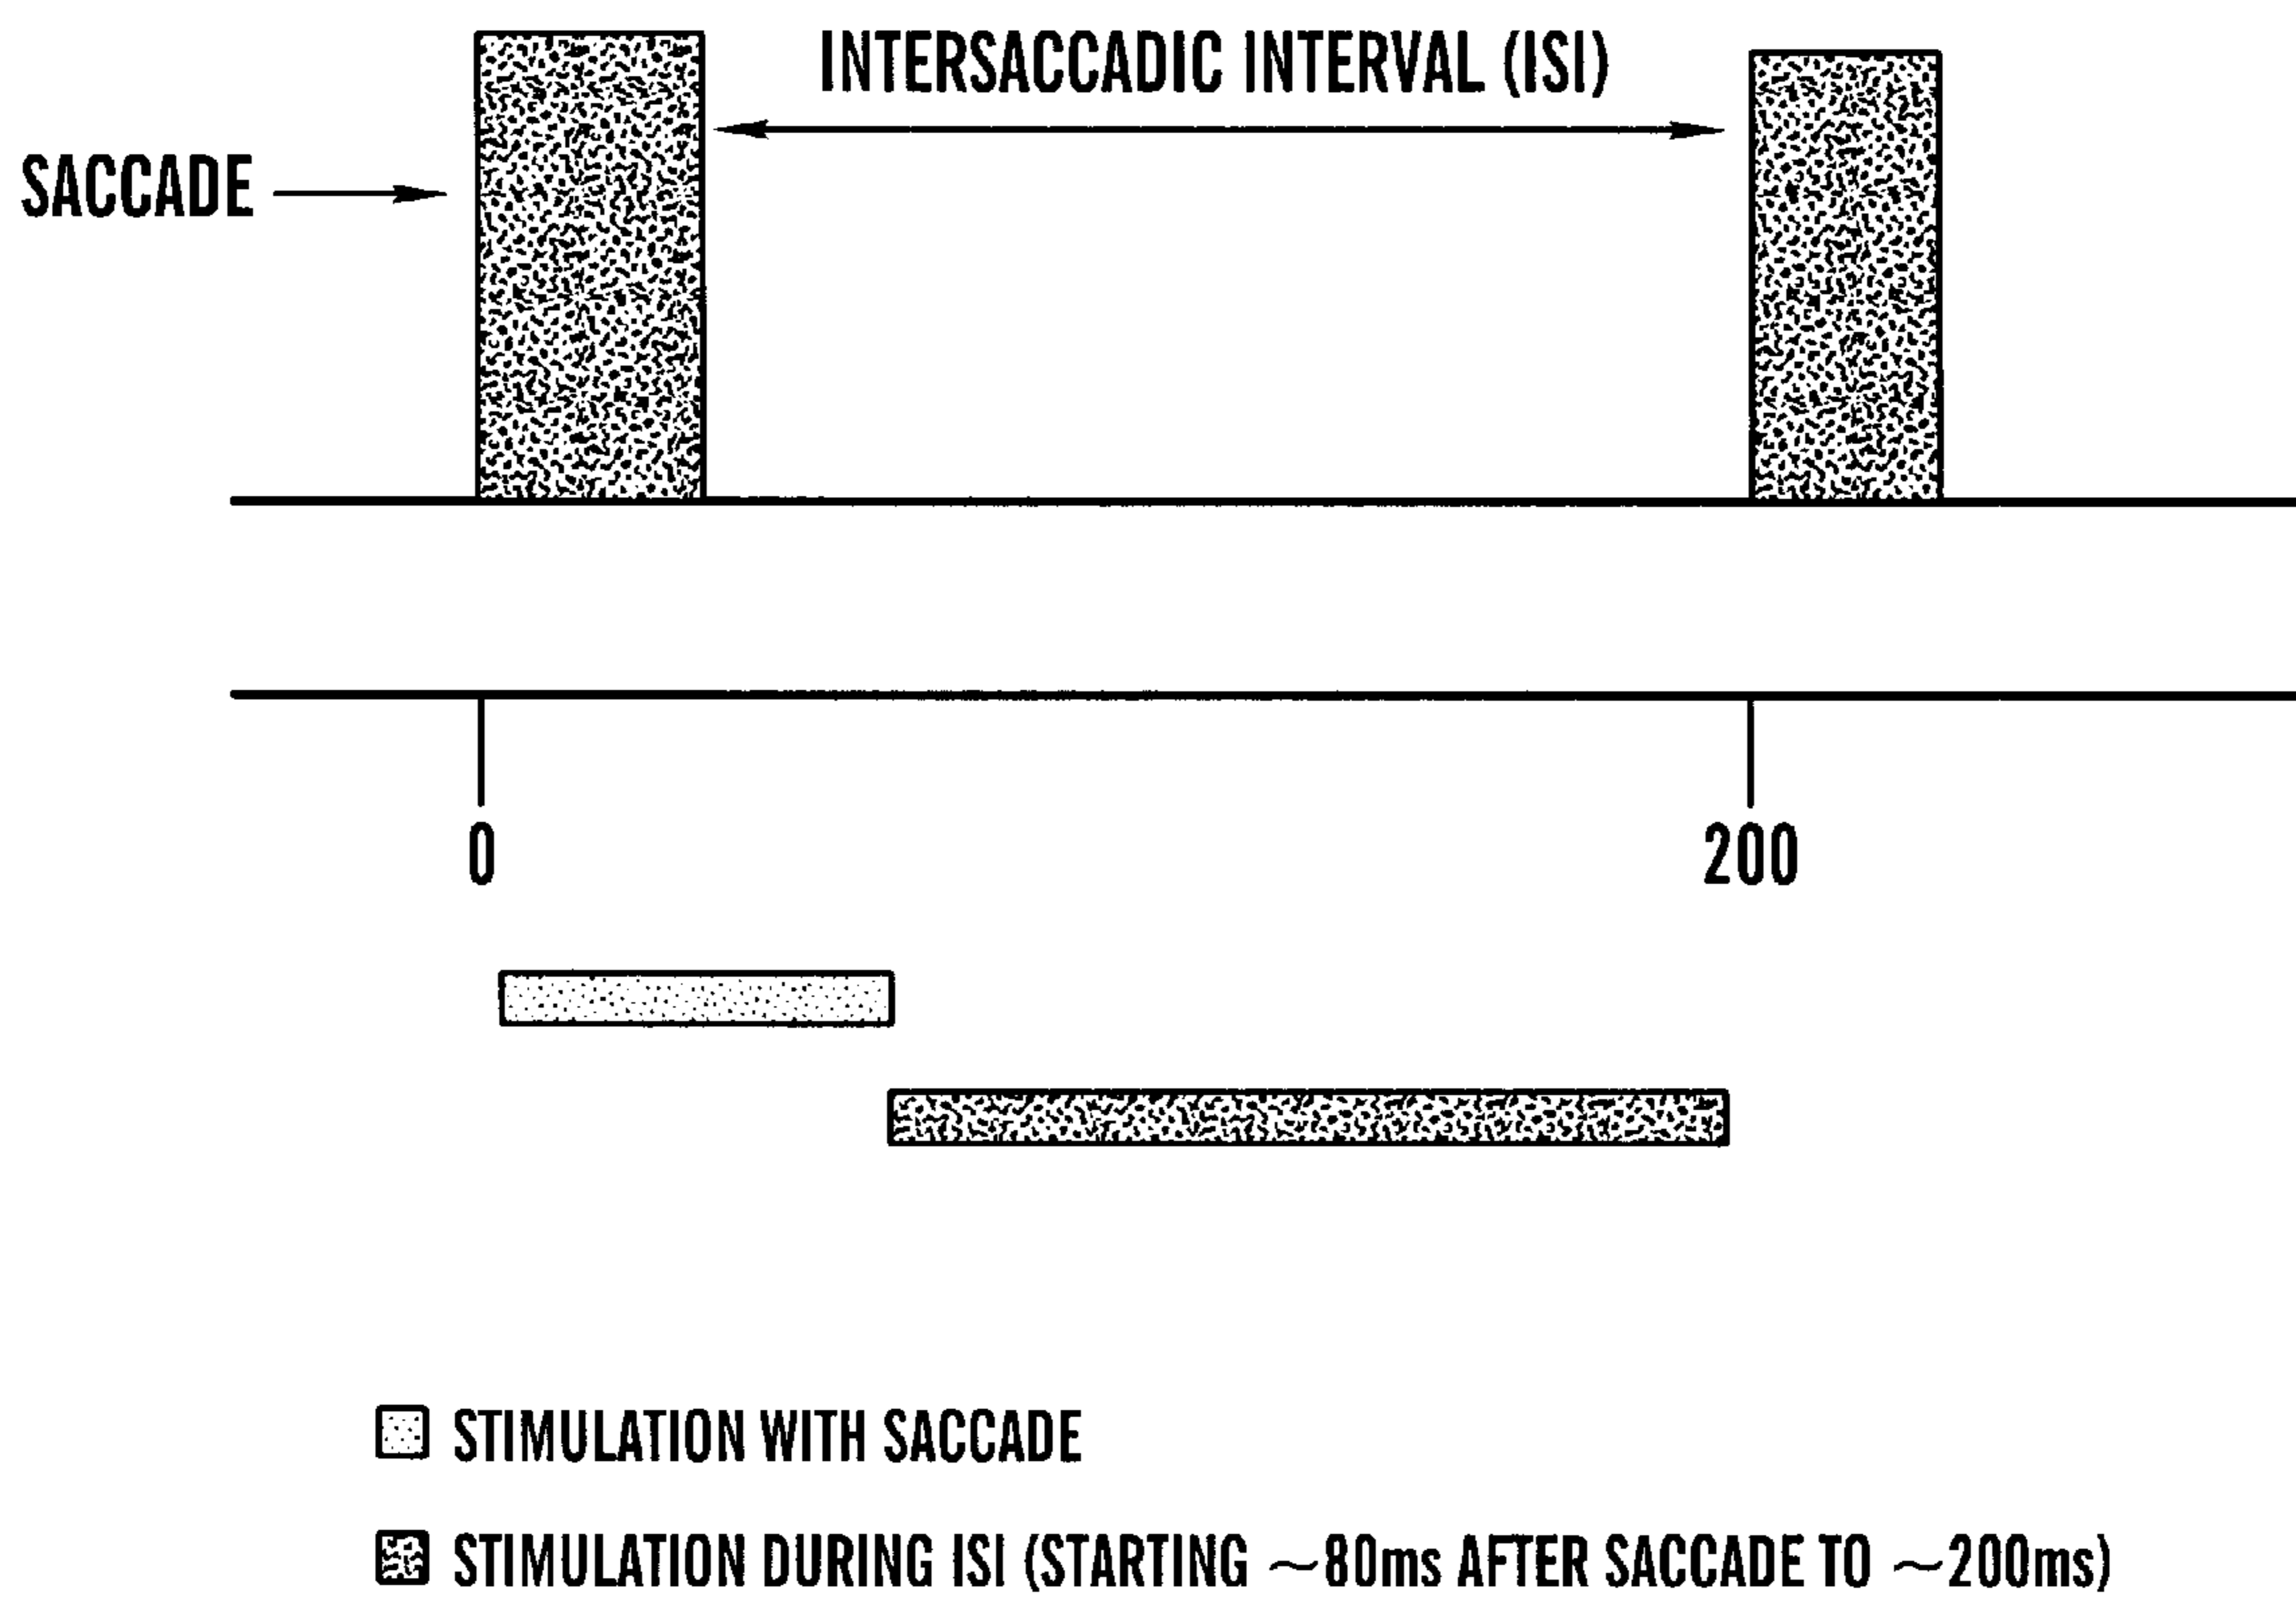 INTERSACCADIC INTERVAL (ISI)
SACCADE
0
200
STIMULATION WITH SACCADE
STIMULATION DURING ISI (STARTING ~80ms AFTER SACCADE TO ~200ms)